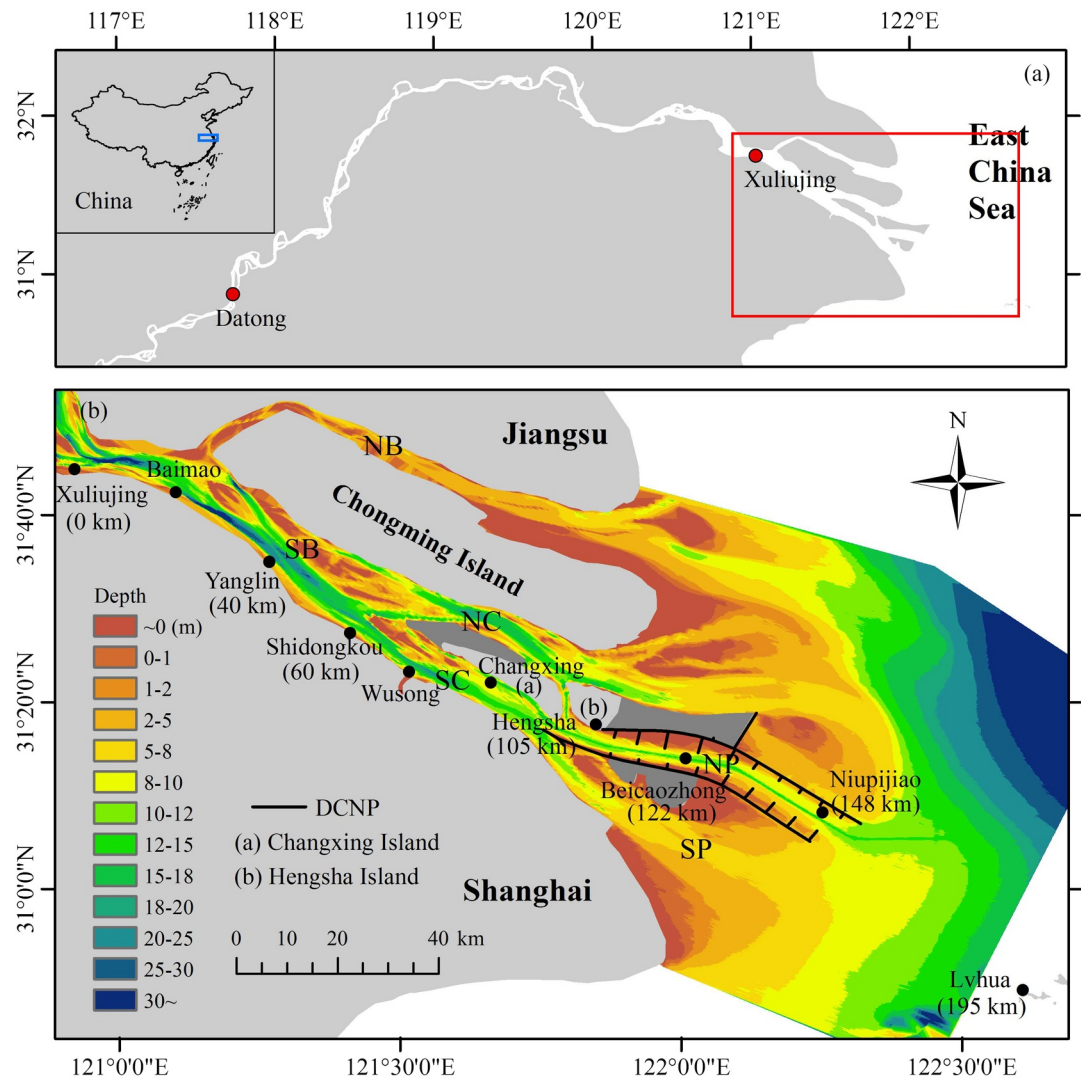 117°E 118°E 119°E 120°E 121°E 122°E
(a)
32°N
31°N
China
East
China
Sea
Xuliujing
Datong
(b)
Jiangsu
N
NB
Baimao
Xuliujing
(0 km)
Chongming Island
31°40'0"N
SB
Yanglin
(40 km)
Depth
~0 (m)
0-1
1-2
2-5
5-8
8-10
10-12
12-15
15-18
18-20
20-25
25-30
30~
NC
Shidongkou
(60 km)
Wusong
SC
Changxing
(a)
31°20'0"N
Hengsha
(105 km)
(b)
NP
Beicaozhong
(122 km)
Niupijiao
(148 km)
SP
DCNP
(a) Changxing Island
(b) Hengsha Island
Shanghai
31°0'0"N
0 10 20 40 km
Lvhua
(195 km)
121°0'0"E 121°30'0"E 122°0'0"E 122°30'0"E